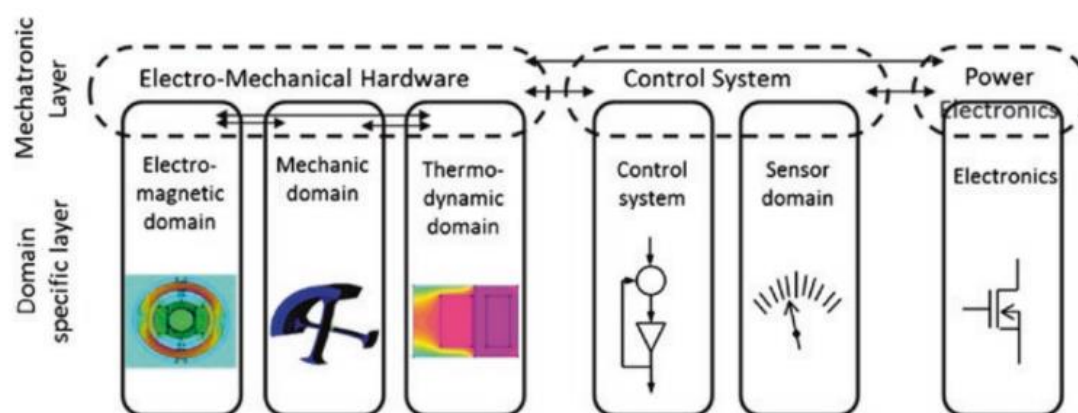 Mechatronic
Layer
Electro-Mechanical Hardware
Control System
Power
Electronics
Domain
specific layer
Electro-
magnetic
domain
Mechanic
domain
Thermo-
dynamic
domain
Control
system
Sensor
domain
Electronics